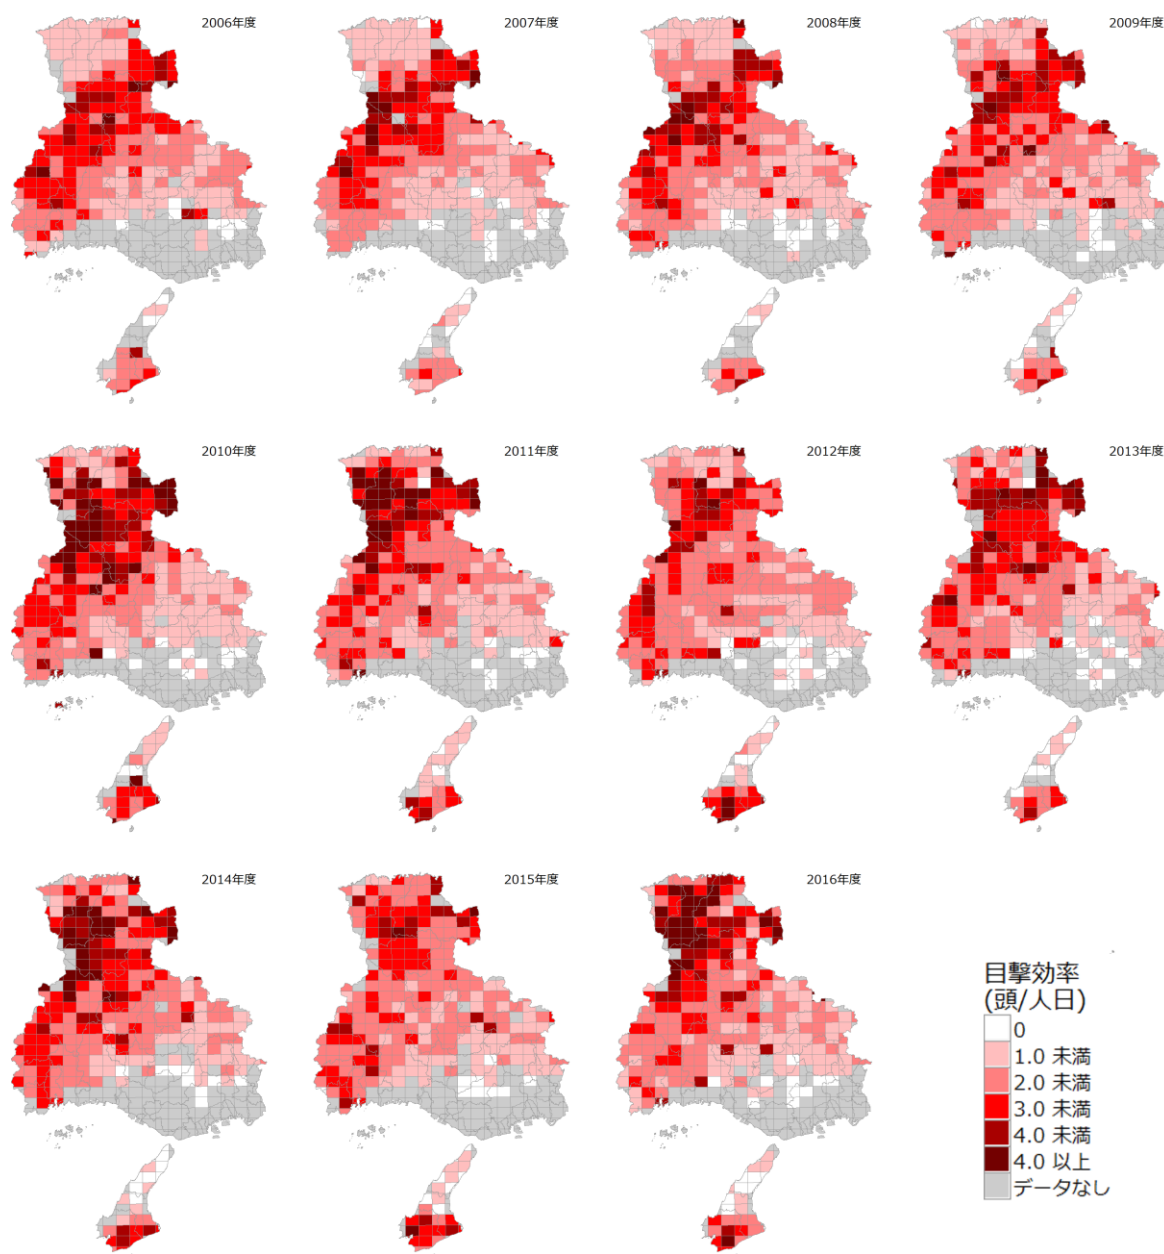 2006年度
2007年度
2008年度
2009年度
2010年度
2011年度
2012年度
2013年度
2014年度
2015年度
2016年度
目撃効率
(頭/人日)
0
1.0 未満
2.0 未満
3.0 未満
4.0 未満
4.0 以上
データなし